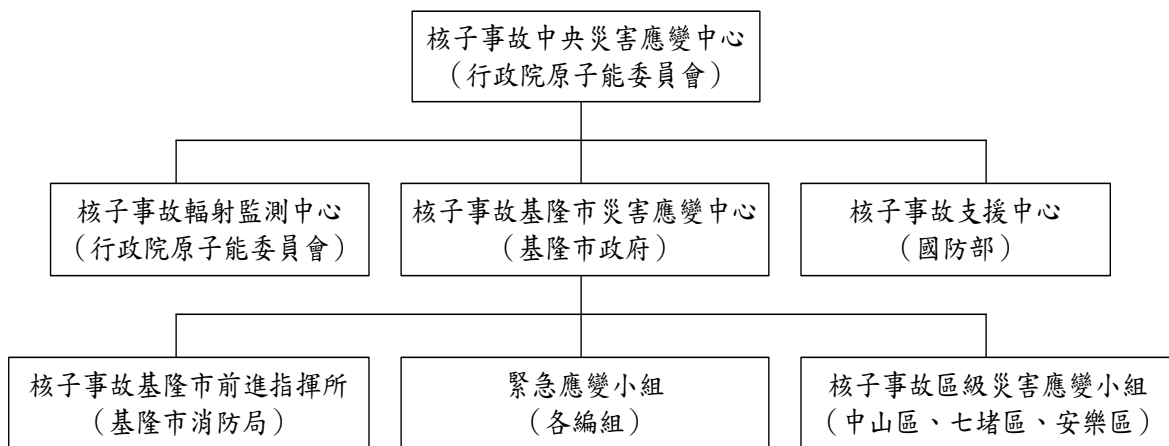 核子事故中央災害應變中心
（行政院原子能委員會）
核子事故輻射監測中心
（行政院原子能委員會）
核子事故基隆市災害應變中心
（基隆市政府）
核子事故支援中心
（國防部）
核子事故基隆市前進指揮所
（基隆市消防局）
緊急應變小組
（各編組）
核子事故區級災害應變小組
（中山區、七堵區、安樂區）